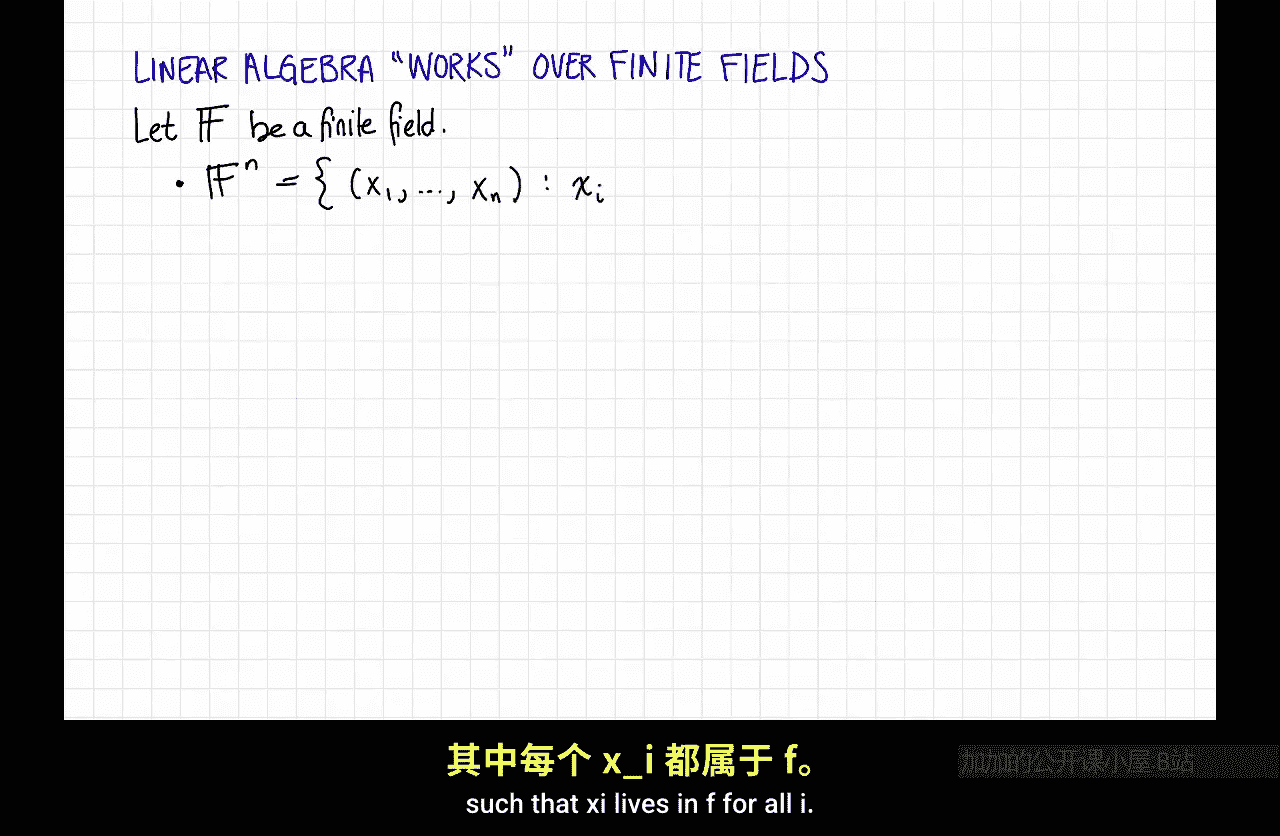 LINEAR ALGEBRA “WORKS” OVER FINITE FIELDS
Let 𝔽 be a finite field.
• 𝔽ⁿ = { (x₁, ..., xₙ) : xᵢ
其中每个 x_i 都属于 f。
such that xi lives in f for all i.
加加的公开课小屋 B站